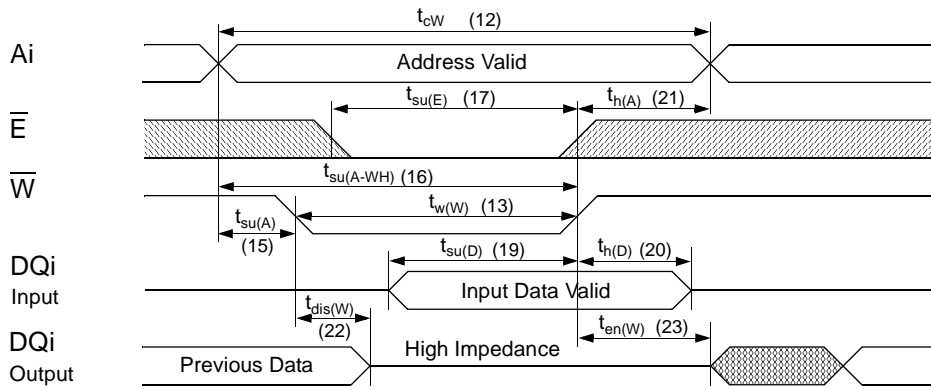 tcW (12)
Ai
Address Valid
tsu(E) (17)
th(A) (21)
E
tsu(A-WH) (16)
W
tw(W) (13)
tsu(A)
(15)
tsu(D) (19)
th(D) (20)
DQi
Input
Input Data Valid
tdis(W)
(22)
ten(W) (23)
DQi
Output
Previous Data
High Impedance